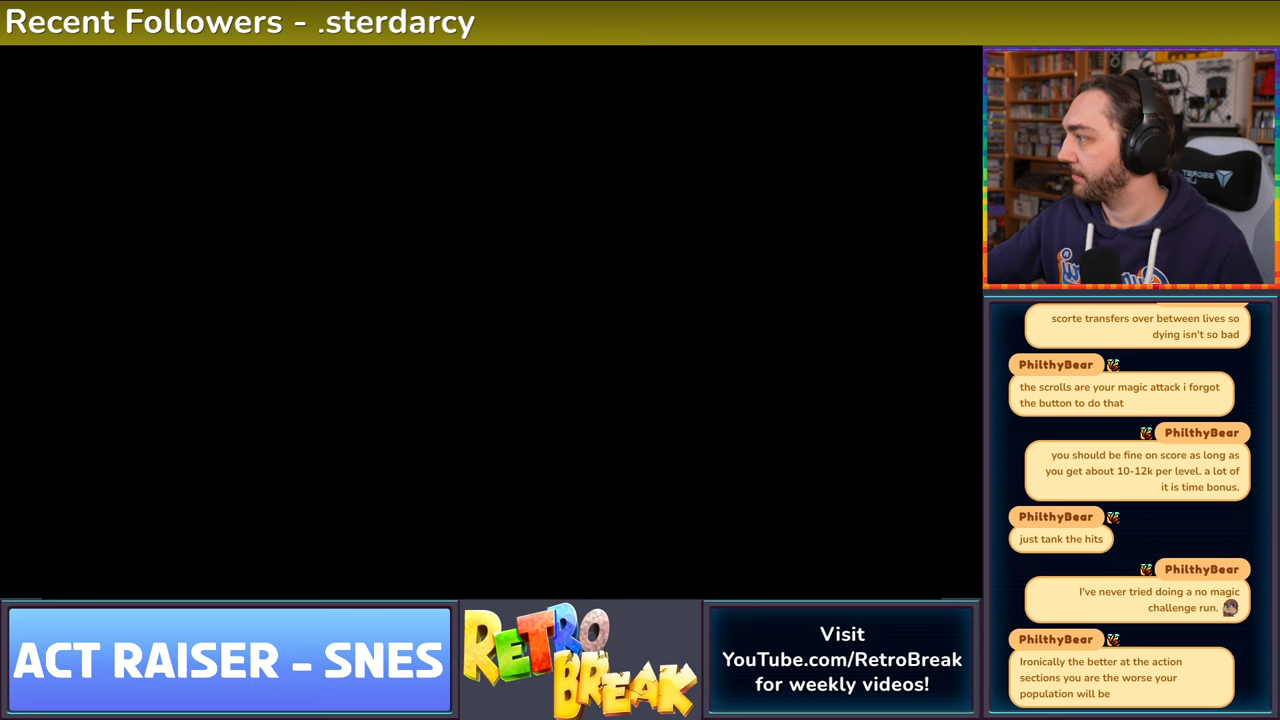 Recent Followers - .sterdarcy
scorte transfers over between lives so
dying isn't so bad
PhilthyBear
the scrolls are your magic attack i forgot
the button to do that
PhilthyBear
you should be fine on score as long as
you get about 10-12k per level. a lot of
it is time bonus.
PhilthyBear
just tank the hits
PhilthyBear
I've never tried doing a no magic
challenge run.
PhilthyBear
Ironically the better at the action
sections you are the worse your
population will be
ACT RAISER - SNES
RETRO
BREAK
Visit
YouTube.com/RetroBreak
for weekly videos!